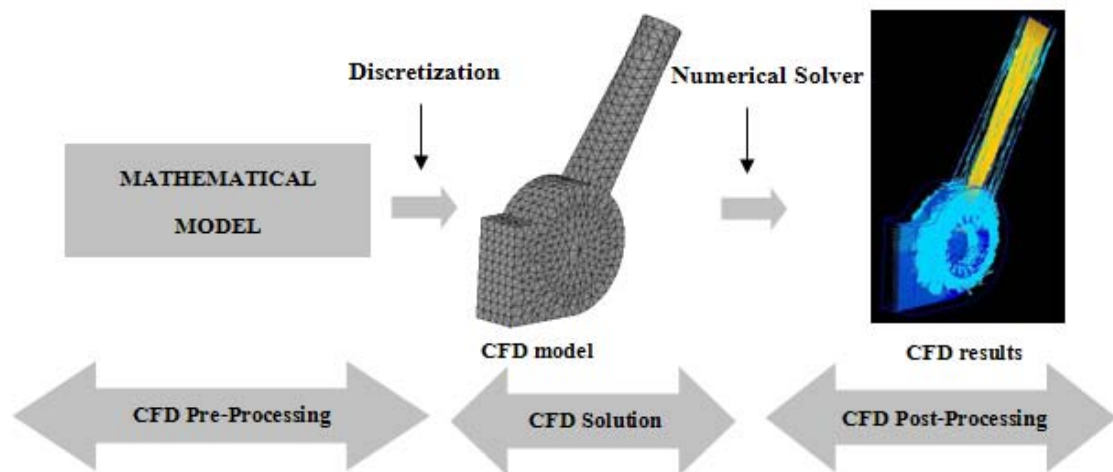 Discretization
Numerical Solver
MATHEMATICAL
MODEL
CFD model
CFD results
CFD Pre-Processing
CFD Solution
CFD Post-Processing